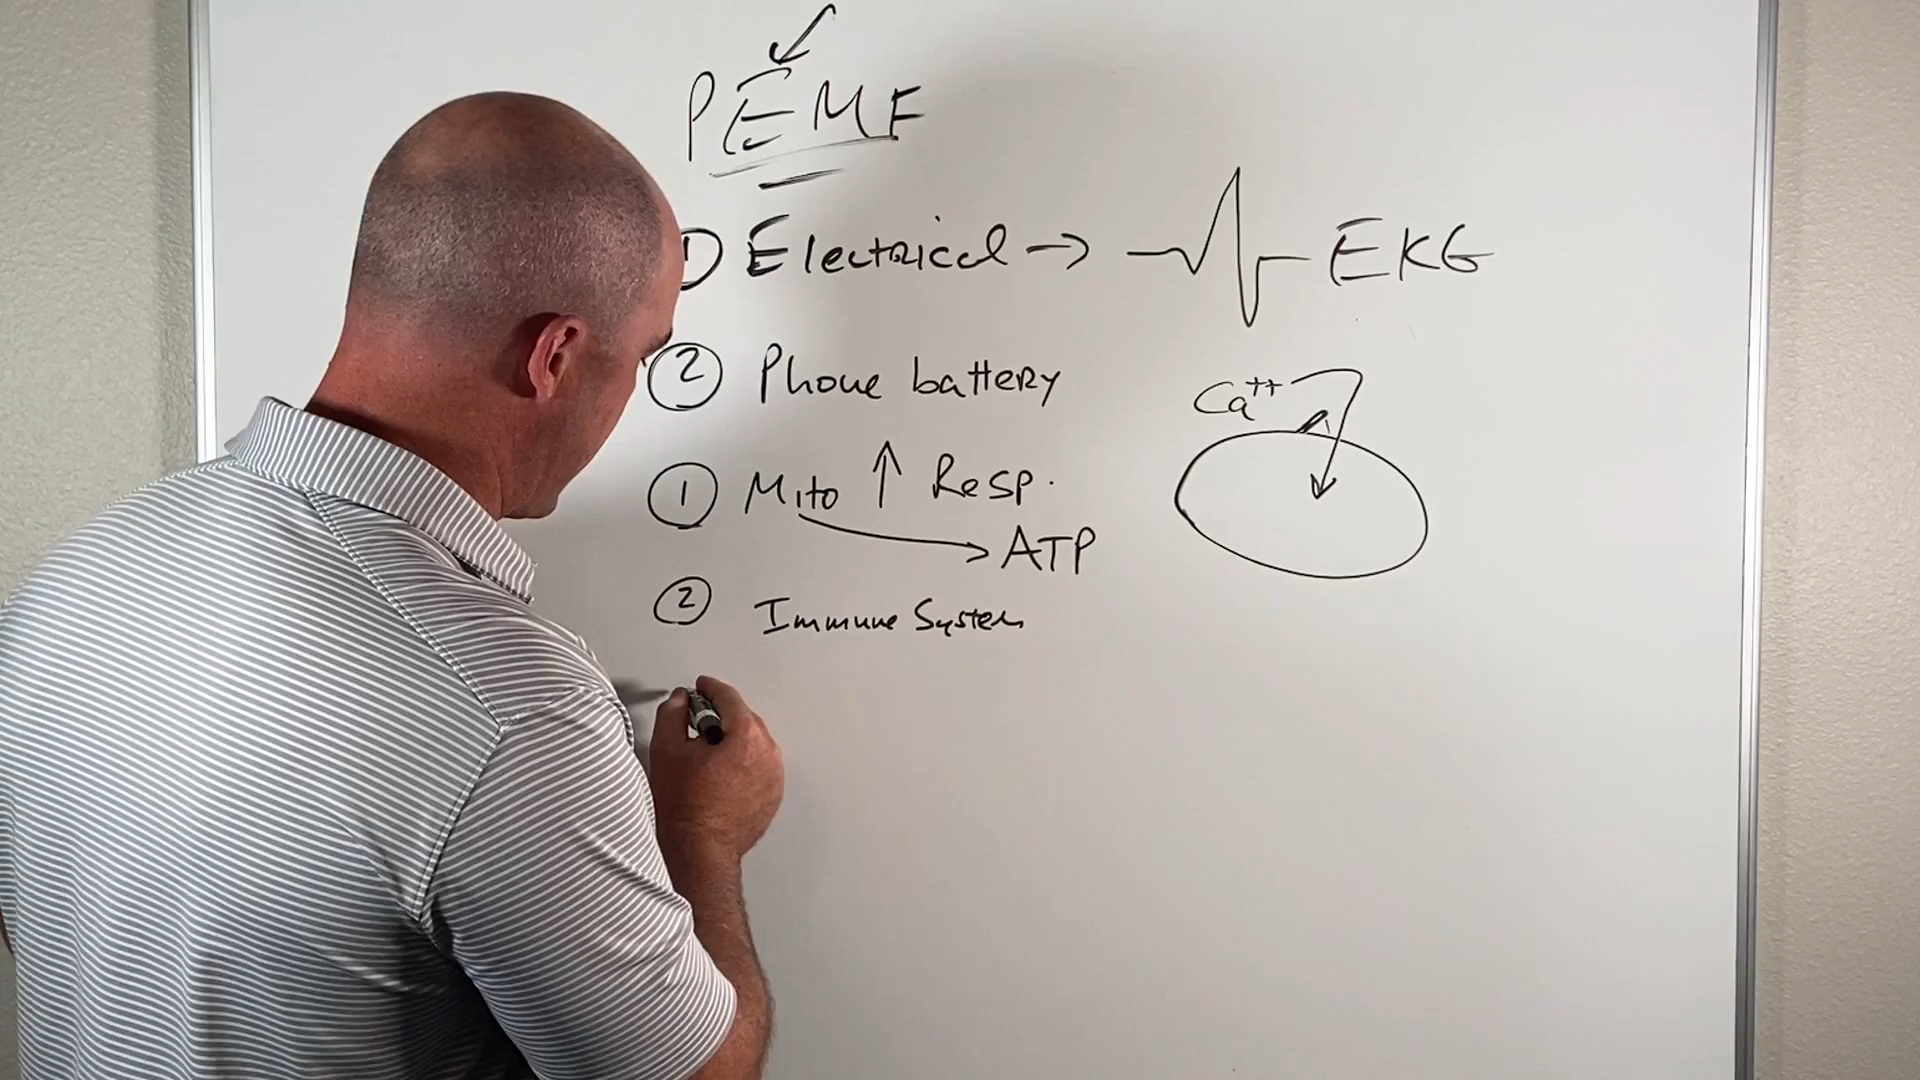 PEMF
1 Electrical → EKG
2 Phone battery
Ca++
1 Mito ↑ Resp.
ATP
2 Immune System